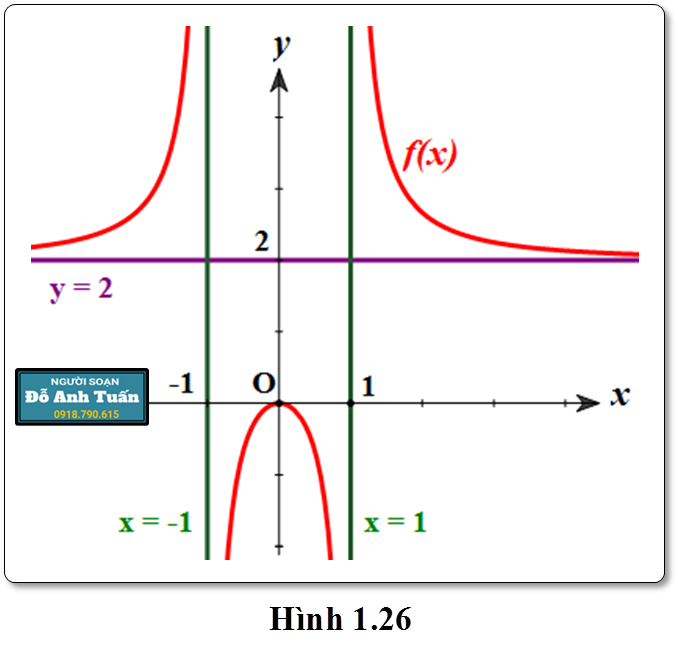 y
f(x)
2
y = 2
NGƯỜI SOẠN
Đỗ Anh Tuấn
0918.790.615
-1
O
1
x
x = -1
x = 1
Hình 1.26